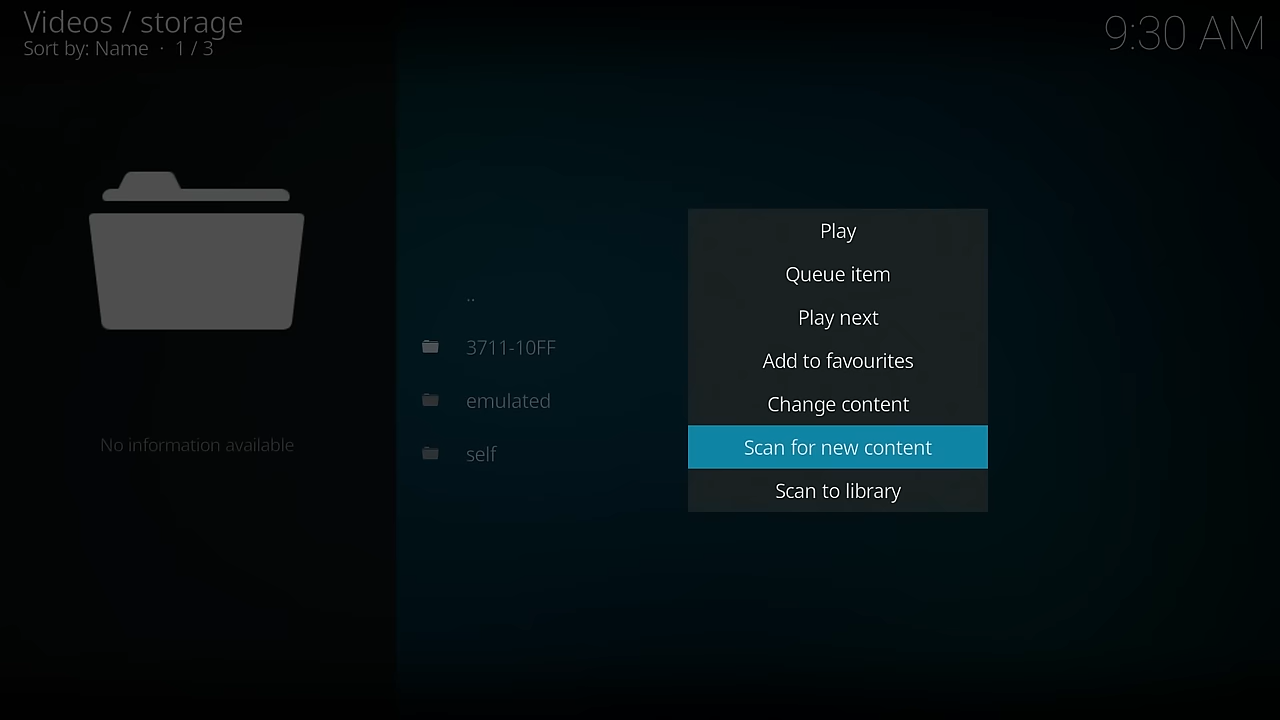 Videos / storage
Sort by: Name · 1 / 3
9:30 AM
No information available
..
3711-10FF
emulated
self
Play
Queue item
Play next
Add to favourites
Change content
Scan for new content
Scan to library